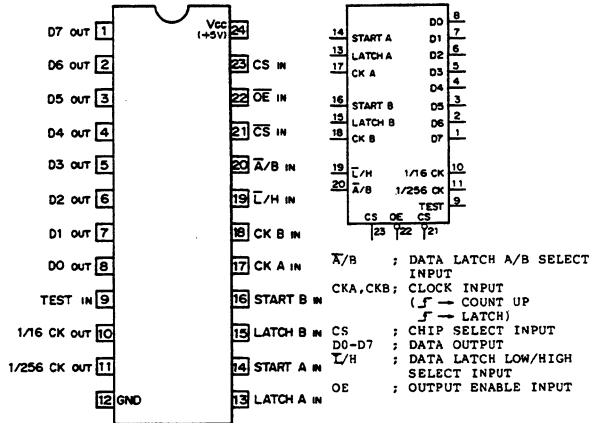 D7 OUT 1
D6 OUT 2
D5 OUT 3
D4 OUT 4
D3 OUT 5
D2 OUT 6
D1 OUT 7
D0 OUT 8
TEST IN 9
1/16 CK OUT 10
1/256 CK OUT 11
12 GND
Vcc (+5V) 24
23 CS IN
22 O̅E̅ IN
21 C̅S̅ IN
20 A̅/B IN
19 L̅/H IN
18 CK B IN
17 CK A IN
16 START B IN
15 LATCH B IN
14 START A IN
13 LATCH A IN
14 START A
13 LATCH A
17 CK A
16 START B
15 LATCH B
18 CK B
19 L̅/H
20 A̅/B
D0 8
D1 7
D2 6
D3 5
D4 4
D5 3
D6 2
D7 1
1/16 CK 10
1/256 CK 11
TEST 9
CS OE CS
23 22 21
A̅/B ; DATA LATCH A/B SELECT
INPUT
CKA,CKB; CLOCK INPUT
( → COUNT UP
→ LATCH)
CS ; CHIP SELECT INPUT
D0-D7 ; DATA OUTPUT
L̅/H ; DATA LATCH LOW/HIGH
SELECT INPUT
OE ; OUTPUT ENABLE INPUT